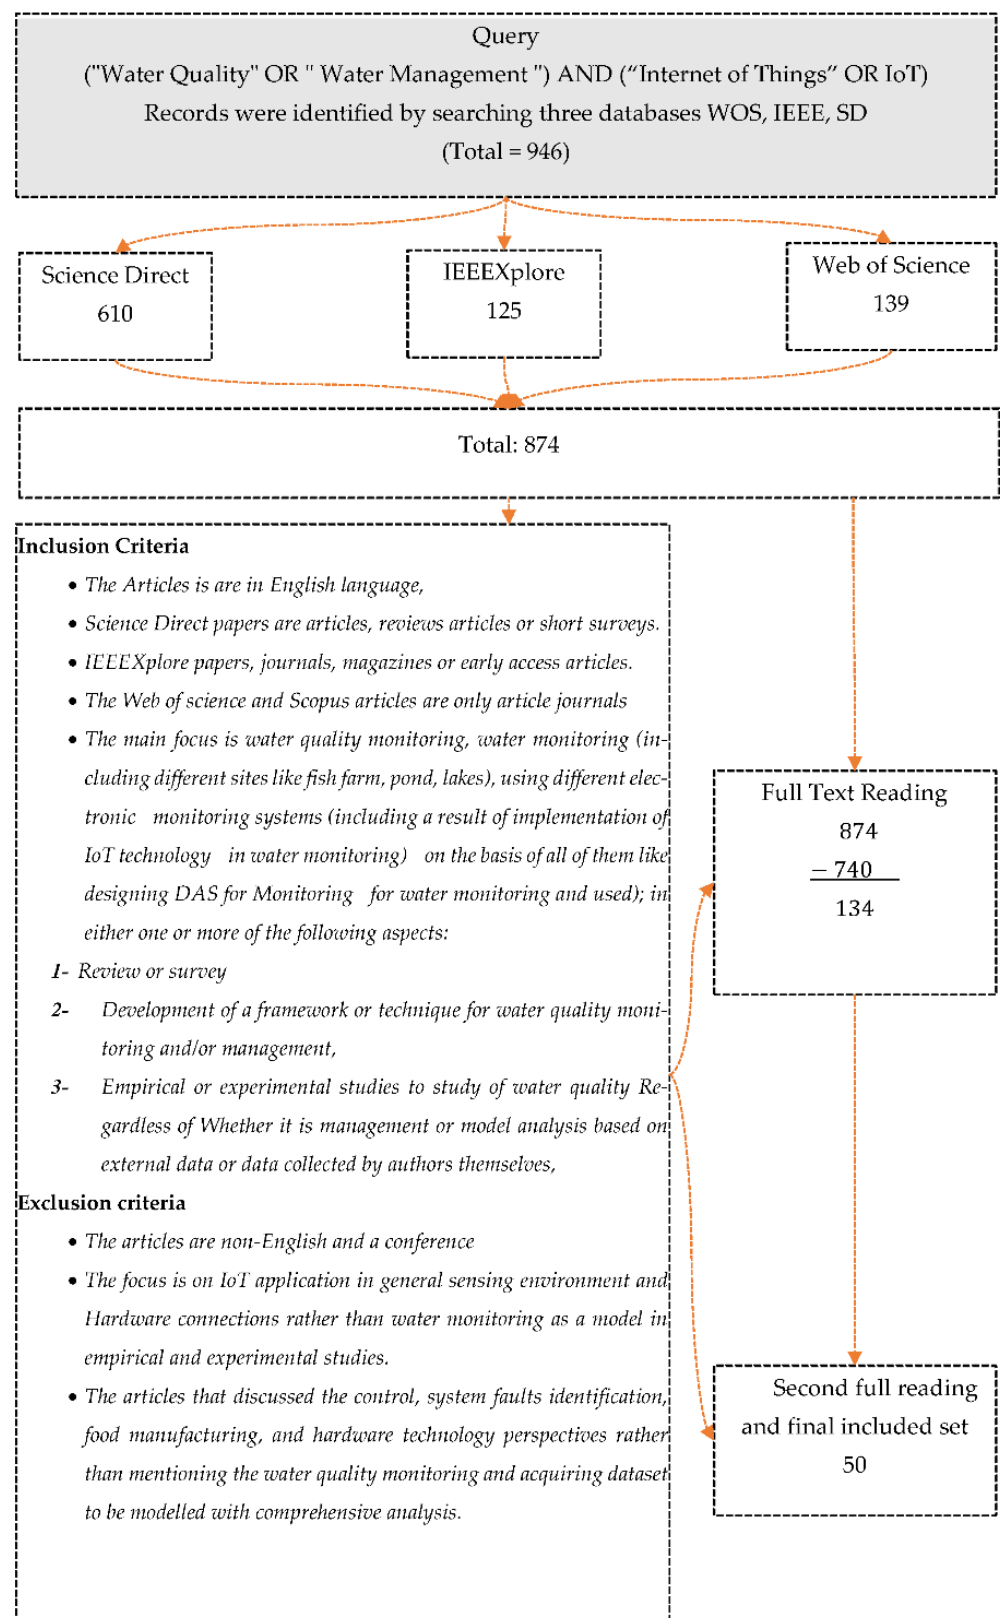 Query
("Water Quality" OR " Water Management ") AND (“Internet of Things” OR IoT)
Records were identified by searching three databases WOS, IEEE, SD
(Total = 946)
Science Direct
610
IEEEXplore
125
Web of Science
139
Total: 874
Inclusion Criteria
• The Articles is are in English language,
• Science Direct papers are articles, reviews articles or short surveys.
• IEEEXplore papers, journals, magazines or early access articles.
• The Web of science and Scopus articles are only article journals
• The main focus is water quality monitoring, water monitoring (in-
cluding different sites like fish farm, pond, lakes), using different elec-
tronic monitoring systems (including a result of implementation of
IoT technology in water monitoring) on the basis of all of them like
designing DAS for Monitoring for water monitoring and used); in
either one or more of the following aspects:
1- Review or survey
2- Development of a framework or technique for water quality moni-
toring and/or management,
3- Empirical or experimental studies to study of water quality Re-
gardless of Whether it is management or model analysis based on
external data or data collected by authors themselves,
Exclusion criteria
• The articles are non-English and a conference
• The focus is on IoT application in general sensing environment and
Hardware connections rather than water monitoring as a model in
empirical and experimental studies.
• The articles that discussed the control, system faults identification,
food manufacturing, and hardware technology perspectives rather
than mentioning the water quality monitoring and acquiring dataset
to be modelled with comprehensive analysis.
Full Text Reading
874
− 740
134
Second full reading
and final included set
50